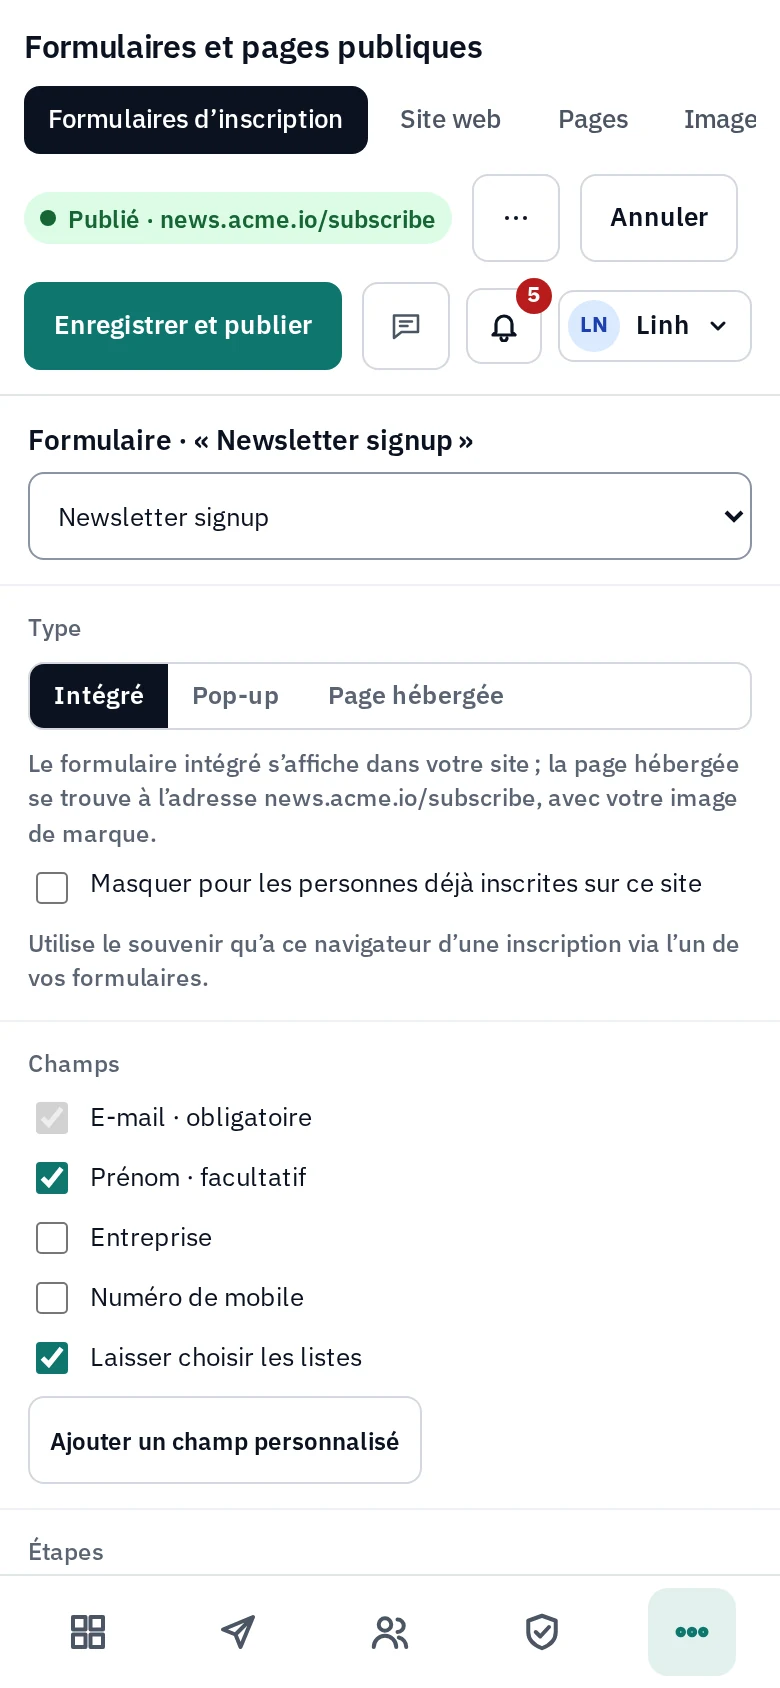 Formulaires et pages publiques
Formulaires d’inscription Site web Pages Image
Publié · news.acme.io/subscribe ··· Annuler
Enregistrer et publier 5 LN Linh
Formulaire · « Newsletter signup »
Newsletter signup
Type
Intégré Pop-up Page hébergée
Le formulaire intégré s’affiche dans votre site ; la page hébergée
se trouve à l’adresse news.acme.io/subscribe, avec votre image
de marque.
Masquer pour les personnes déjà inscrites sur ce site
Utilise le souvenir qu’a ce navigateur d’une inscription via l’un de
vos formulaires.
Champs
E-mail · obligatoire
Prénom · facultatif
Entreprise
Numéro de mobile
Laisser choisir les listes
Ajouter un champ personnalisé
Étapes